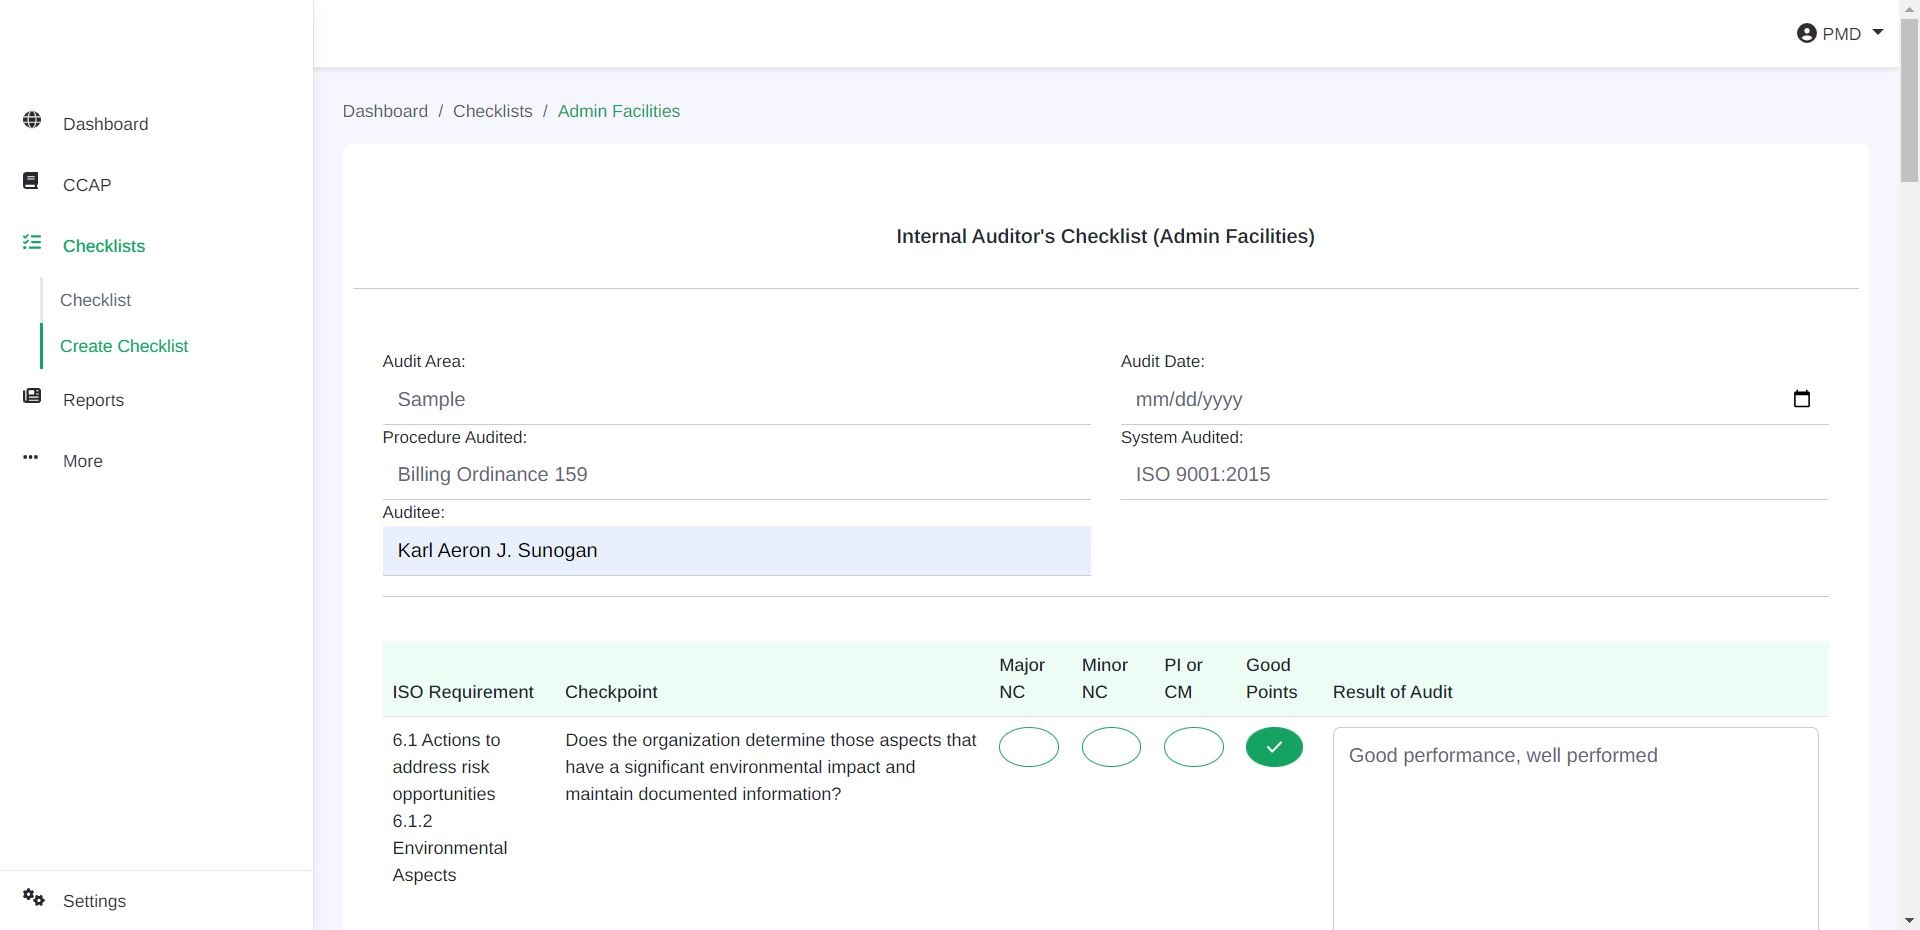 PMD
Dashboard
CCAP
Checklists
Checklist
Create Checklist
Reports
More
Settings
Dashboard / Checklists / Admin Facilities
Internal Auditor's Checklist (Admin Facilities)
Audit Area:
Sample
Audit Date:
mm/dd/yyyy
Procedure Audited:
Billing Ordinance 159
System Audited:
ISO 9001:2015
Auditee:
Karl Aeron J. Sunogan
ISO Requirement
Checkpoint
Major
NC
Minor
NC
PI or
CM
Good
Points
Result of Audit
6.1 Actions to
address risk
opportunities
6.1.2
Environmental
Aspects
Does the organization determine those aspects that
have a significant environmental impact and
maintain documented information?
Good performance, well performed